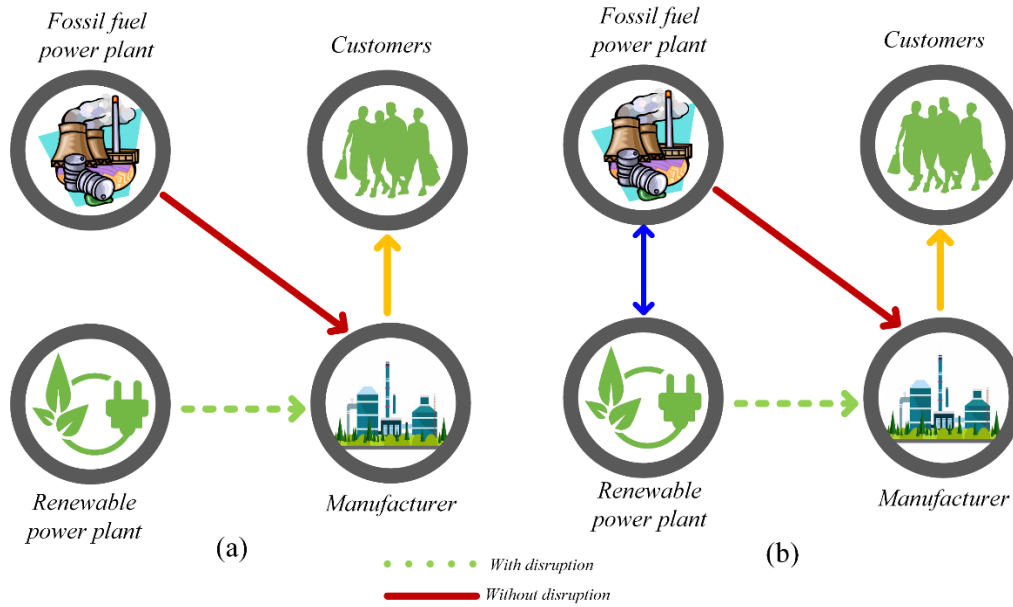 Fossil fuel
power plant
Customers
Fossil fuel
power plant
Customers
Renewable
power plant
Manufacturer
Renewable
power plant
Manufacturer
(a)
(b)
With disruption
Without disruption